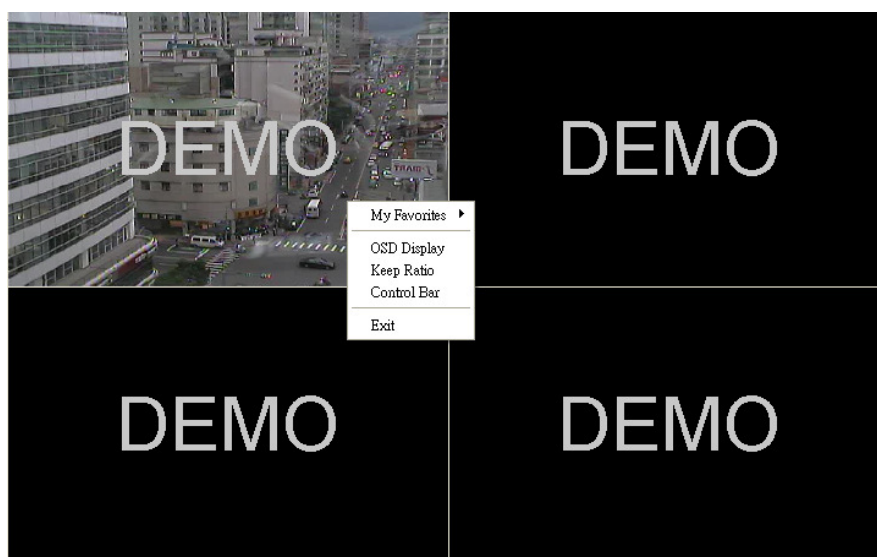 DEMO
DEMO
My Favorites
OSD Display
Keep Ratio
Control Bar
Exit
DEMO
DEMO